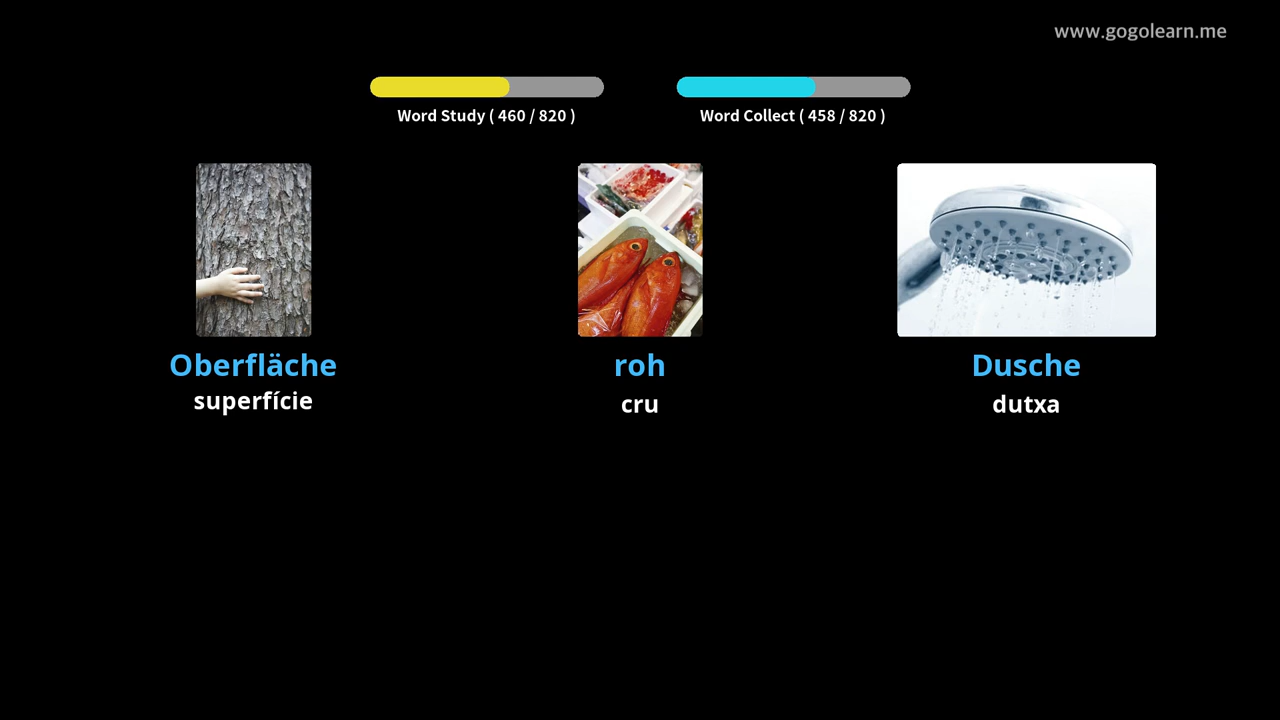 www.gogolearn.me
Word Study ( 460 / 820 )
Word Collect ( 458 / 820 )
Oberfläche
superfície
roh
cru
Dusche
dutxa